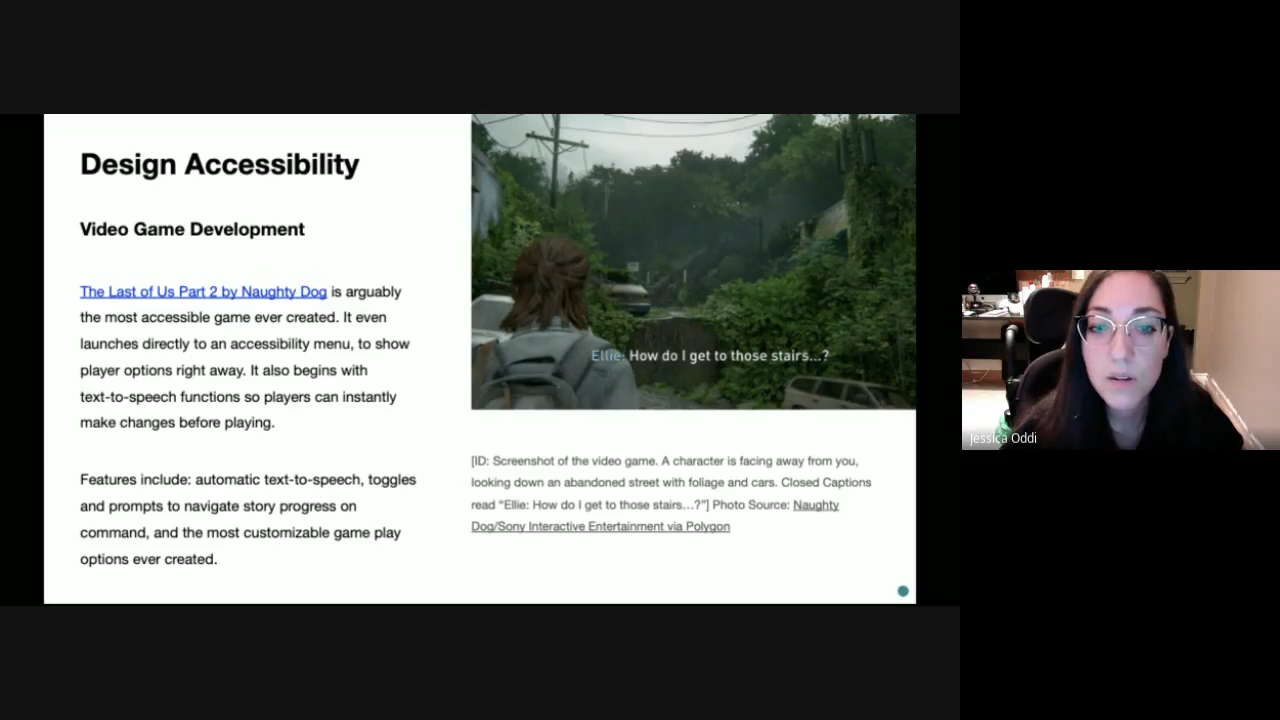 Design Accessibility
Video Game Development
The Last of Us Part 2 by Naughty Dog is arguably
the most accessible game ever created. It even
launches directly to an accessibility menu, to show
player options right away. It also begins with
text-to-speech functions so players can instantly
make changes before playing.
Features include: automatic text-to-speech, toggles
and prompts to navigate story progress on
command, and the most customizable game play
options ever created.
Ellie: How do I get to those stairs...?
[ID: Screenshot of the video game. A character is facing away from you,
looking down an abandoned street with foliage and cars. Closed Captions
read “Ellie: How do I get to those stairs...?”] Photo Source: Naughty
Dog/Sony Interactive Entertainment via Polygon
Jessica Oddi